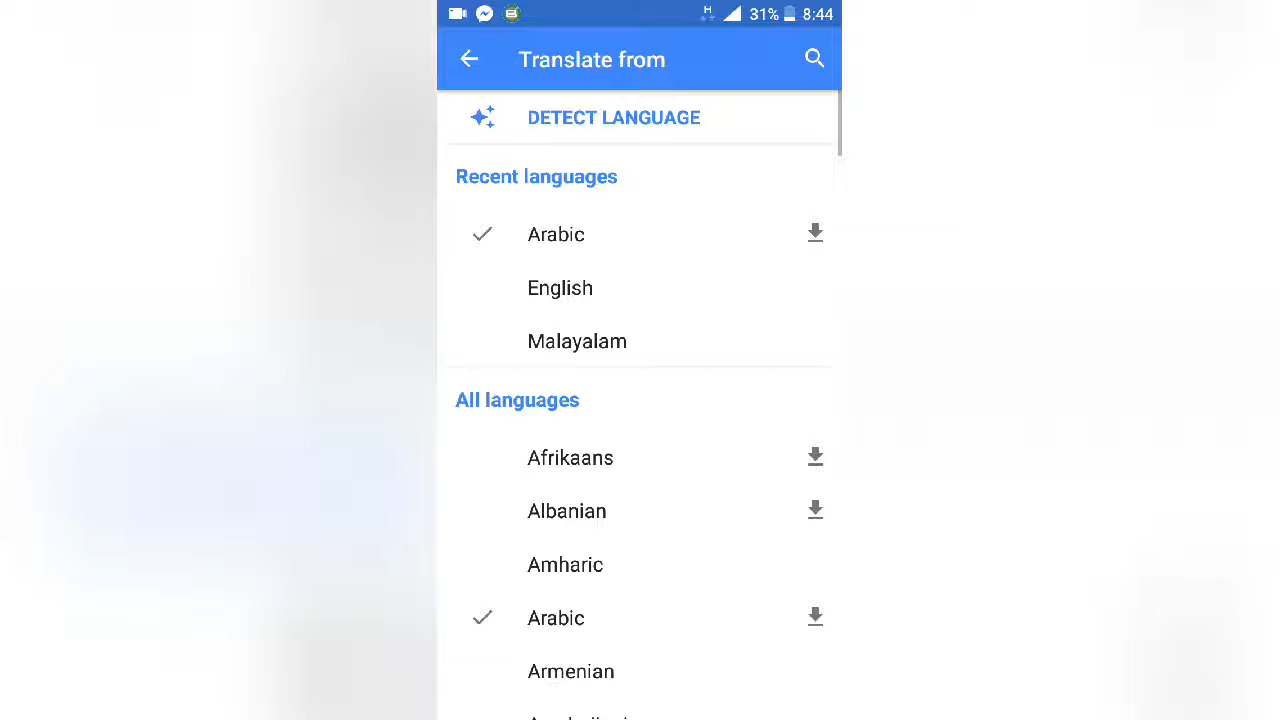 H 31% 8:44
Translate from
DETECT LANGUAGE
Recent languages
Arabic
English
Malayalam
All languages
Afrikaans
Albanian
Amharic
Arabic
Armenian